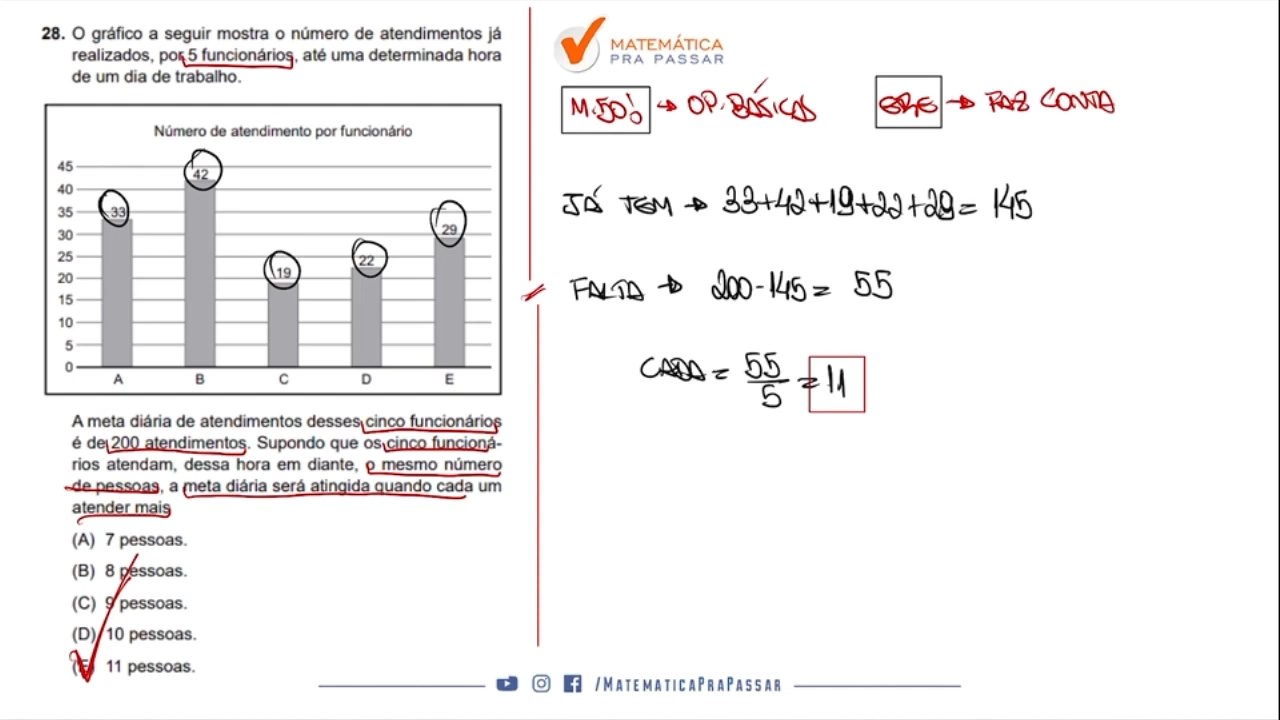 28. O gráfico a seguir mostra o número de atendimentos já
realizados, por 5 funcionários, até uma determinada hora
de um dia de trabalho.
Número de atendimento por funcionário
45
40
35
30
25
20
15
10
5
0
33
42
19
22
29
A B C D E
A meta diária de atendimentos desses cinco funcionários
é de 200 atendimentos. Supondo que os cinco funcioná-
rios atendam, dessa hora em diante, o mesmo número
de pessoas, a meta diária será atingida quando cada um
atender mais
(A) 7 pessoas.
(B) 8 pessoas.
(C) 9 pessoas.
(D) 10 pessoas.
(E) 11 pessoas.
MATEMÁTICA
PRA PASSAR
→ OP. BÁSICAS
→ FAZ CONTA
JÁ TEM → 33+42+19+22+29= 145
FALTA → 200-145= 55
CADA = 55/5 = 11
/MATEMATICAPRAPASSAR